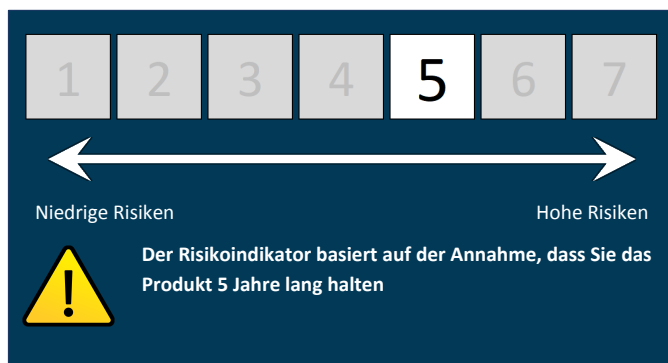 1 2 3 4 5 6 7
Niedrige Risiken Hohe Risiken
Der Risikoindikator basiert auf der Annahme, dass Sie das
Produkt 5 Jahre lang halten